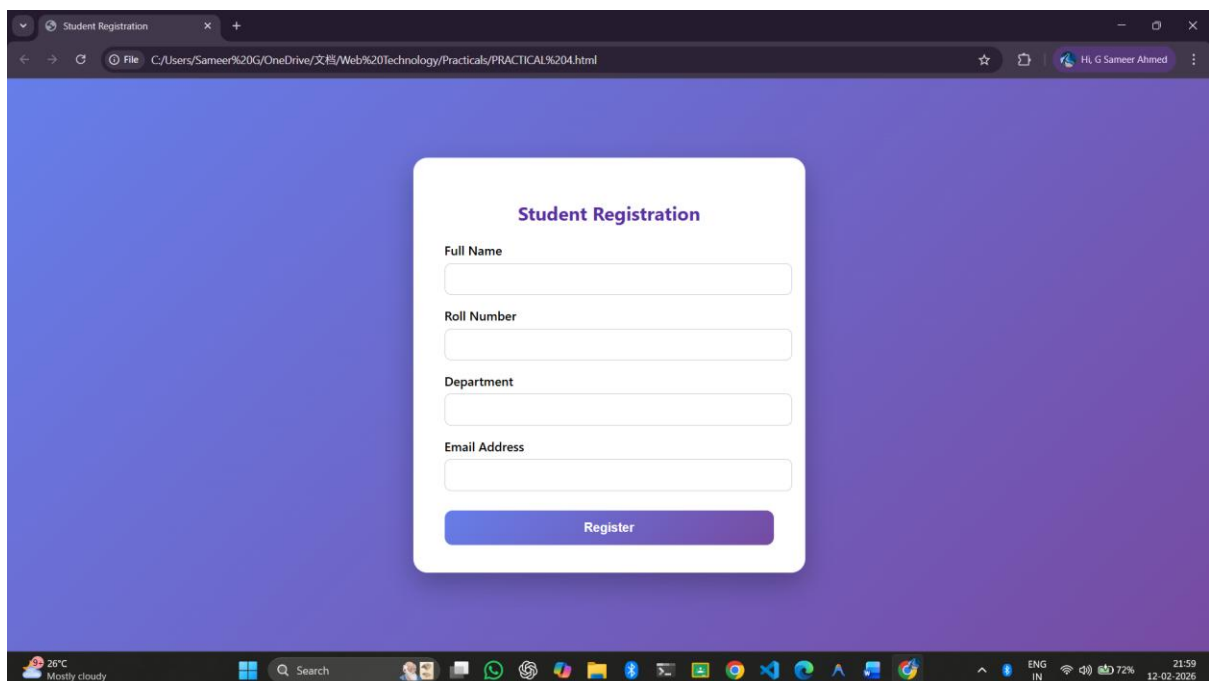 Student Registration
File C:/Users/Sameer%20G/OneDrive/文档/Web%20Technology/Practicals/PRACTICAL%204.html
Hi, G Sameer Ahmed
Student Registration
Full Name
Roll Number
Department
Email Address
Register
9+
26°C
Mostly cloudy
Search
ENG
IN
72%
21:59
12-02-2026